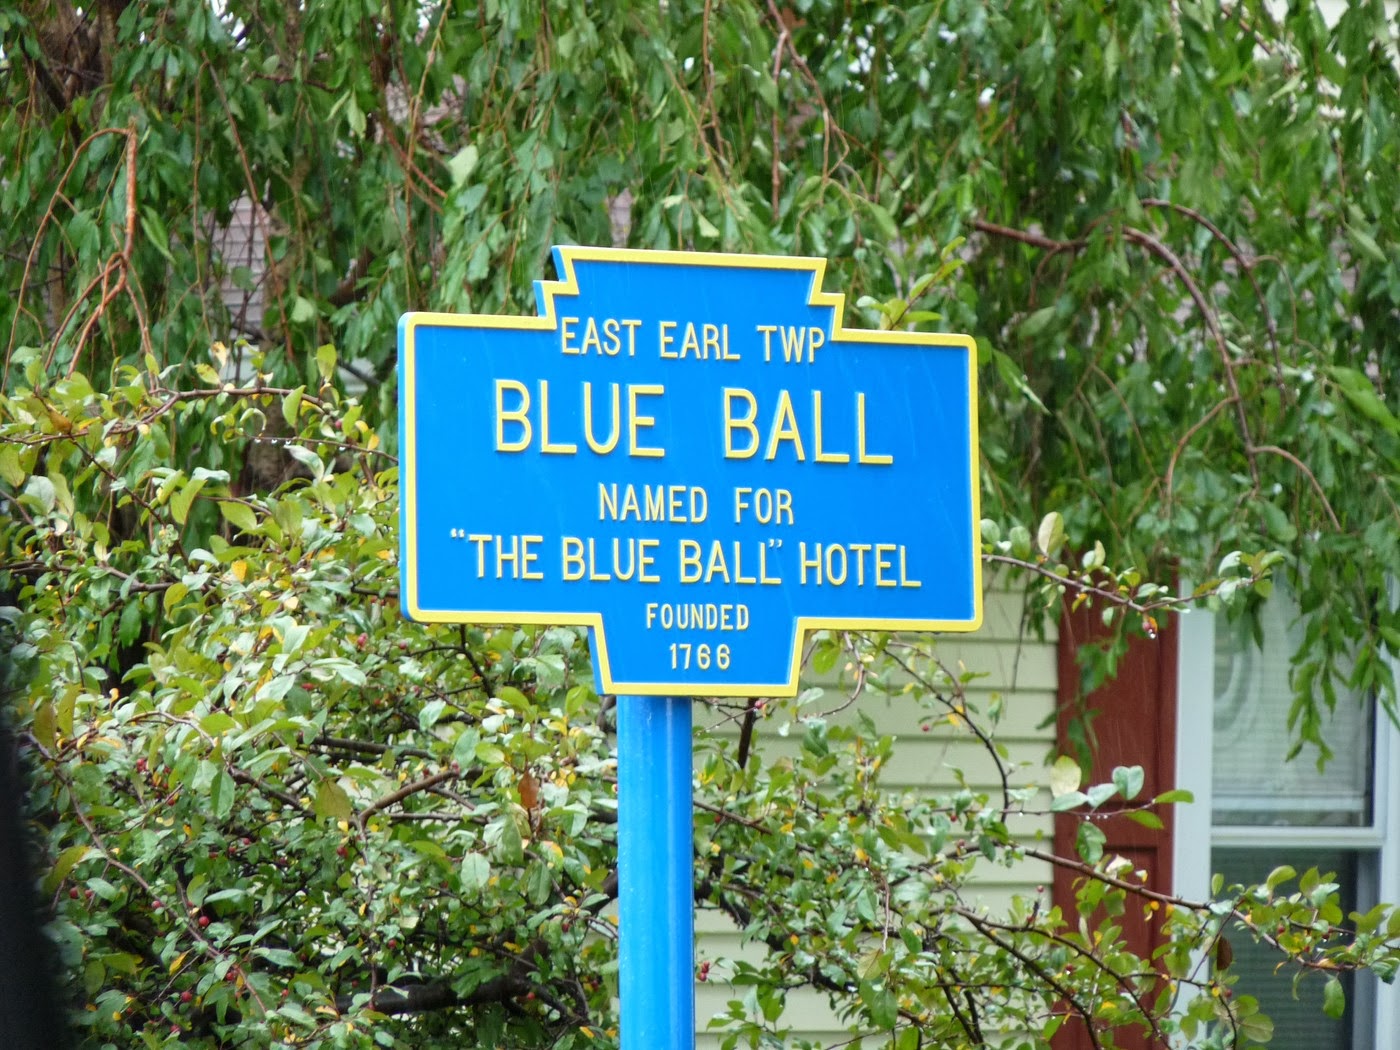 EAST EARL TWP
BLUE BALL
NAMED FOR
"THE BLUE BALL" HOTEL
FOUNDED
1766